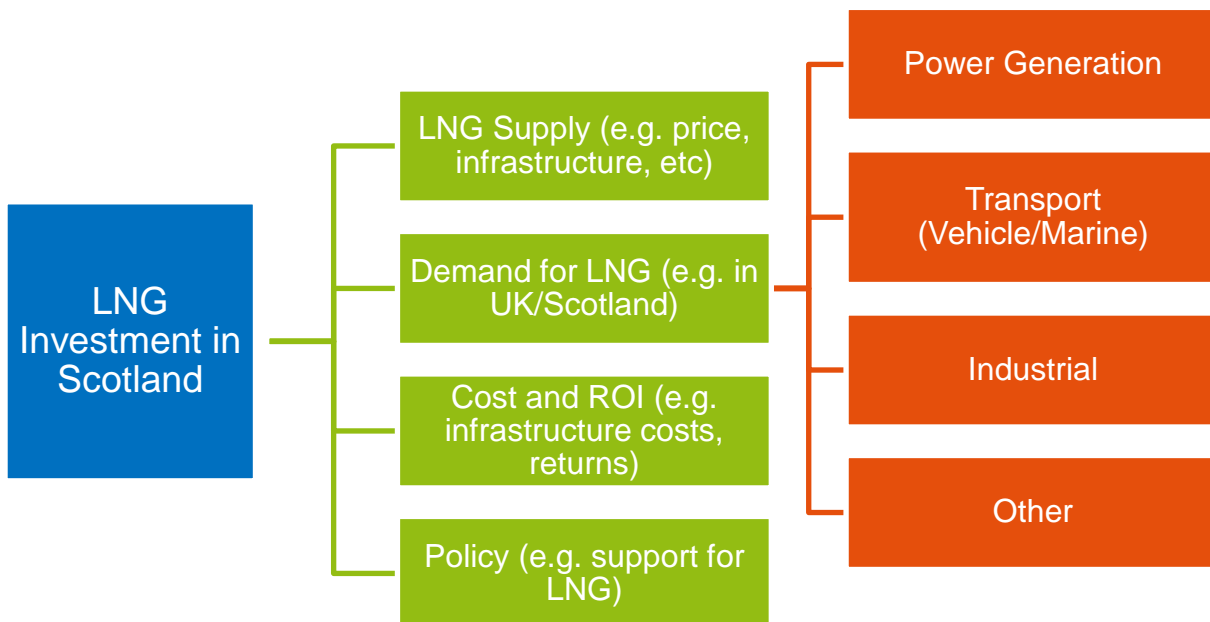 LNG
Investment in
Scotland
LNG Supply (e.g. price,
infrastructure, etc)
Demand for LNG (e.g. in
UK/Scotland)
Cost and ROI (e.g.
infrastructure costs,
returns)
Policy (e.g. support for
LNG)
Power Generation
Transport
(Vehicle/Marine)
Industrial
Other